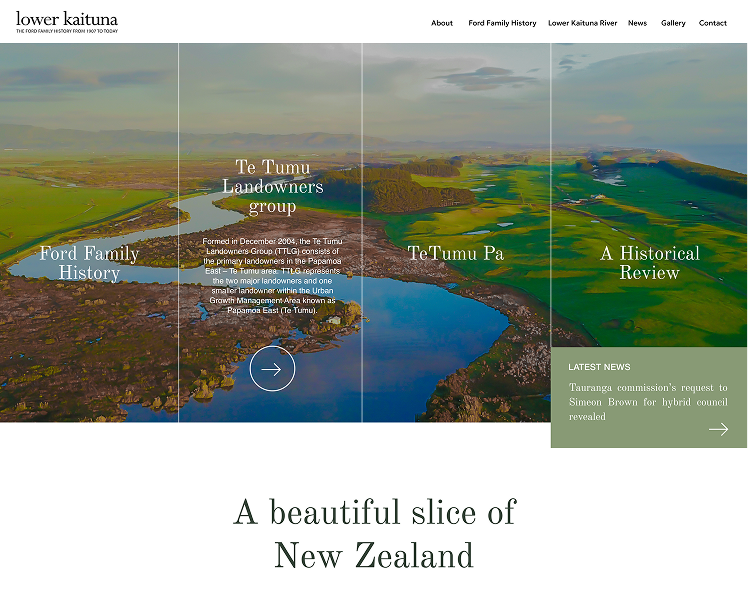 lower kaituna
THE FORD FAMILY HISTORY FROM 1907 TO TODAY
About Ford Family History Lower Kaituna River News Gallery Contact
Ford Family
History
Te Tumu
Landowners
group
Formed in December 2004, the Te Tumu
Landowners Group (TTLG) consists of
the primary landowners in the Papamoa
East – Te Tumu area. TTLG represents
the two major landowners and one
smaller landowner within the Urban
Growth Management Area known as
Papamoa East (Te Tumu).
TeTumu Pa
A Historical
Review
LATEST NEWS
Tauranga commission's request to
Simeon Brown for hybrid council
revealed
A beautiful slice of
New Zealand